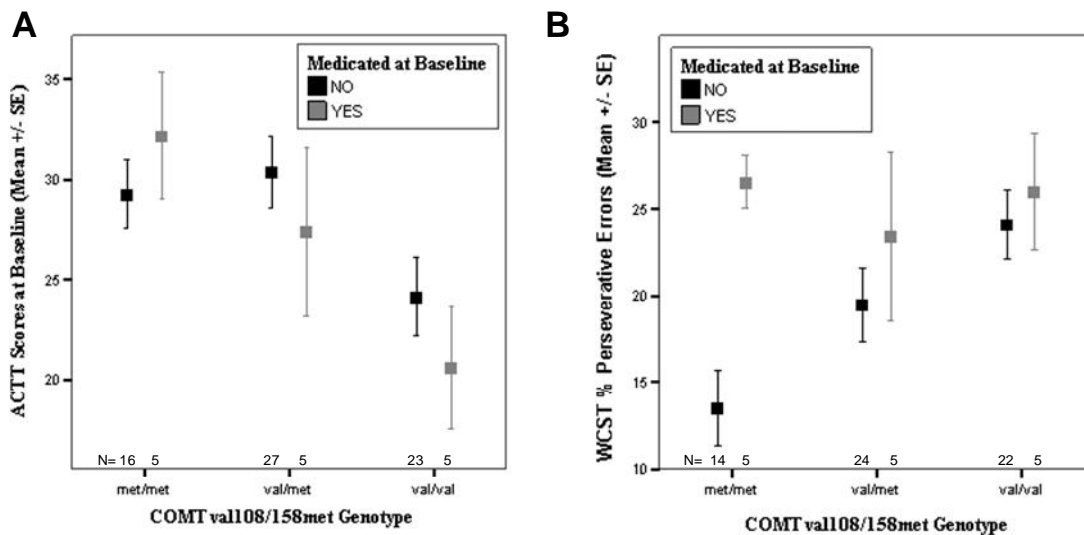 A
ACTT Scores at Baseline (Mean +/- SE)
35
30
25
20
Medicated at Baseline
NO
YES
N= 16 5 27 5 23 5
met/met val/met val/val
COMT val108/158met Genotype
B
WCST % Perseverative Errors (Mean +/- SE)
30
25
20
15
10
Medicated at Baseline
NO
YES
N= 14 5 24 5 22 5
met/met val/met val/val
COMT val108/158met Genotype